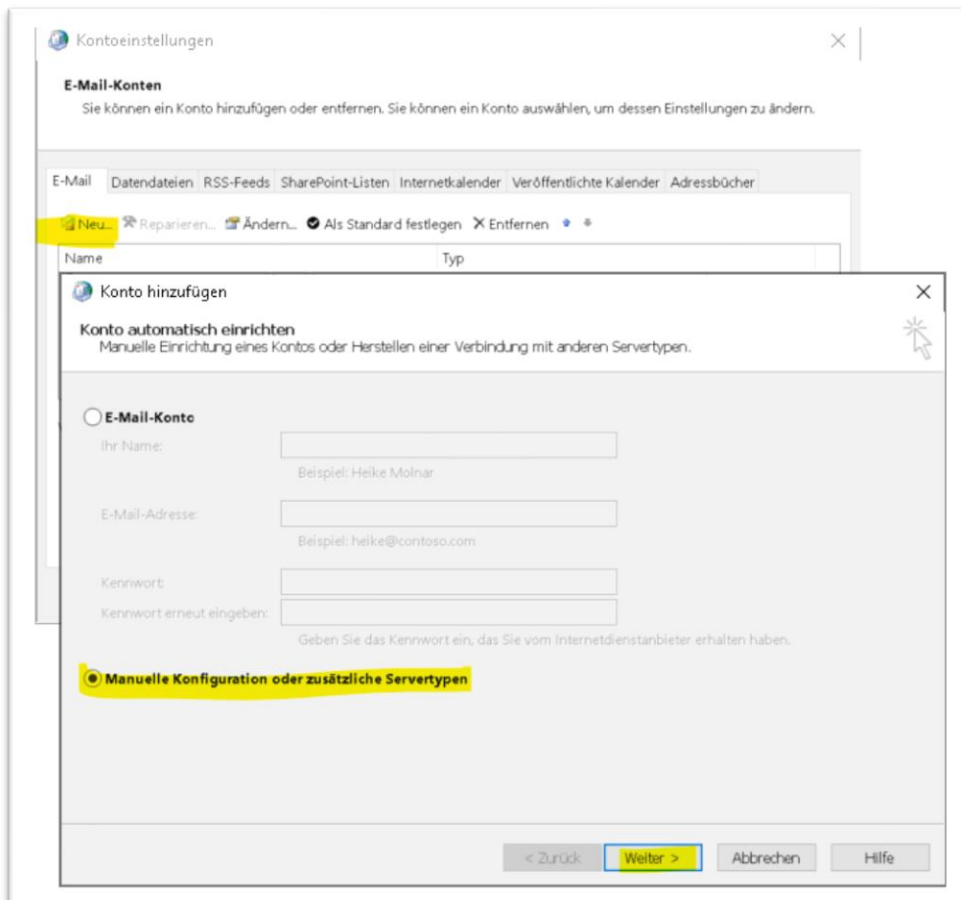 Kontoeinstellungen
E-Mail-Konten
Sie können ein Konto hinzufügen oder entfernen. Sie können ein Konto auswählen, um dessen Einstellungen zu ändern.
E-Mail Datendateien RSS-Feeds SharePoint-Listen Internetkalender Veröffentlichte Kalender Adressbücher
Neu... Reparieren... Ändern... Als Standard festlegen Entfernen
Name Typ
Konto hinzufügen
Konto automatisch einrichten
Manuelle Einrichtung eines Kontos oder Herstellen einer Verbindung mit anderen Servertypen.
E-Mail-Konto
Ihr Name:
Beispiel: Heike Molnar
E-Mail-Adresse:
Beispiel: heike@contoso.com
Kennwort:
Kennwort erneut eingeben:
Geben Sie das Kennwort ein, das Sie vom Internetdienstanbieter erhalten haben.
Manuelle Konfiguration oder zusätzliche Servertypen
< Zurück Weiter > Abbrechen Hilfe